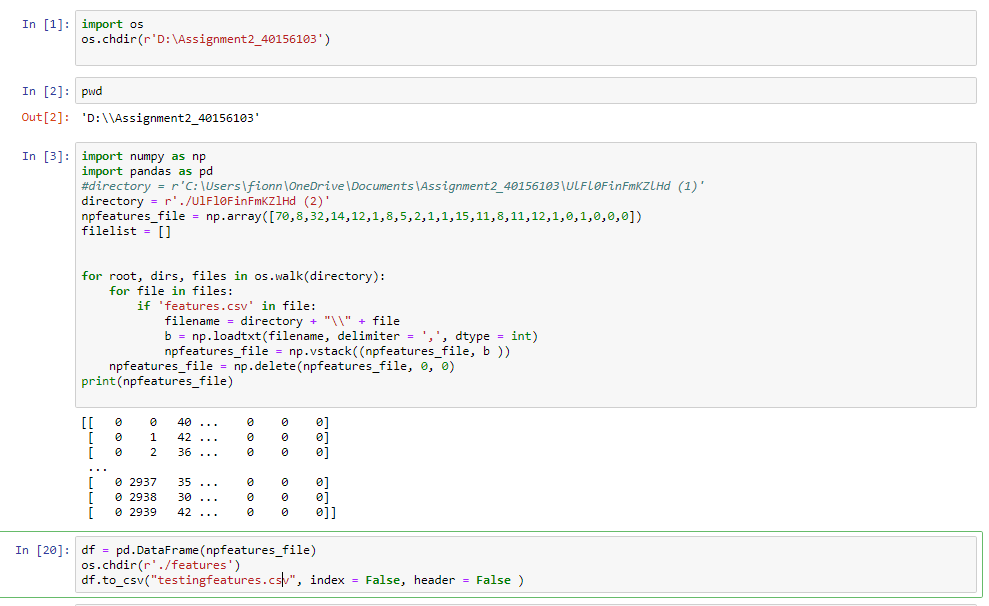 In [1]: import os
os.chdir(r'D:\Assignment2_40156103')
In [2]: pwd
Out[2]: 'D:\\Assignment2_40156103'
In [3]: import numpy as np
import pandas as pd
#directory = r'C:\Users\fionn\OneDrive\Documents\Assignment2_40156103\UlFl0FinFmKZlHd (1)'
directory = r'./UlFl0FinFmKZlHd (2)'
npfeatures_file = np.array([70,8,32,14,12,1,8,5,2,1,1,15,11,8,11,12,1,0,1,0,0,0])
filelist = []
for root, dirs, files in os.walk(directory):
for file in files:
if 'features.csv' in file:
filename = directory + "\\" + file
b = np.loadtxt(filename, delimiter = ',', dtype = int)
npfeatures_file = np.vstack((npfeatures_file, b ))
npfeatures_file = np.delete(npfeatures_file, 0, 0)
print(npfeatures_file)
[[ 0 0 40 ... 0 0 0]
[ 0 1 42 ... 0 0 0]
[ 0 2 36 ... 0 0 0]
...
[ 0 2937 35 ... 0 0 0]
[ 0 2938 30 ... 0 0 0]
[ 0 2939 42 ... 0 0 0]]
In [20]: df = pd.DataFrame(npfeatures_file)
os.chdir(r'./features')
df.to_csv("testingfeatures.csv", index = False, header = False )